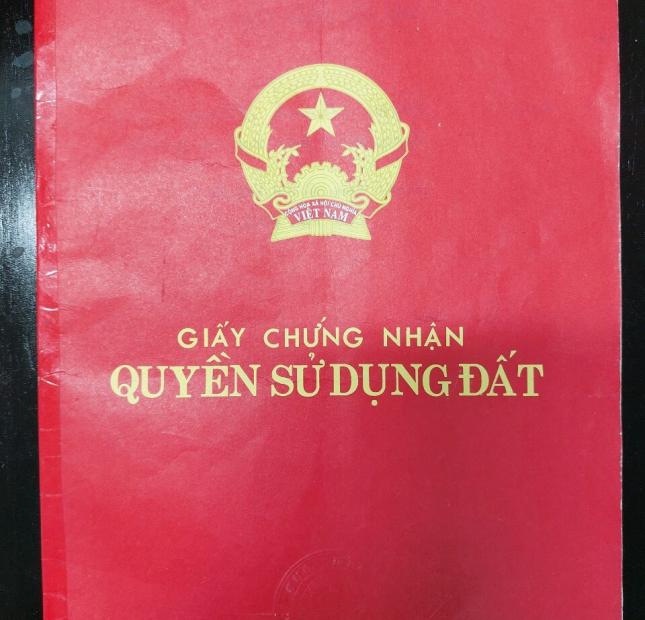 CỘNG HÒA XÃ HỘI CHỦ NGHĨA
VIỆT NAM
GIẤY CHỨNG NHẬN
QUYỀN SỬ DỤNG ĐẤT